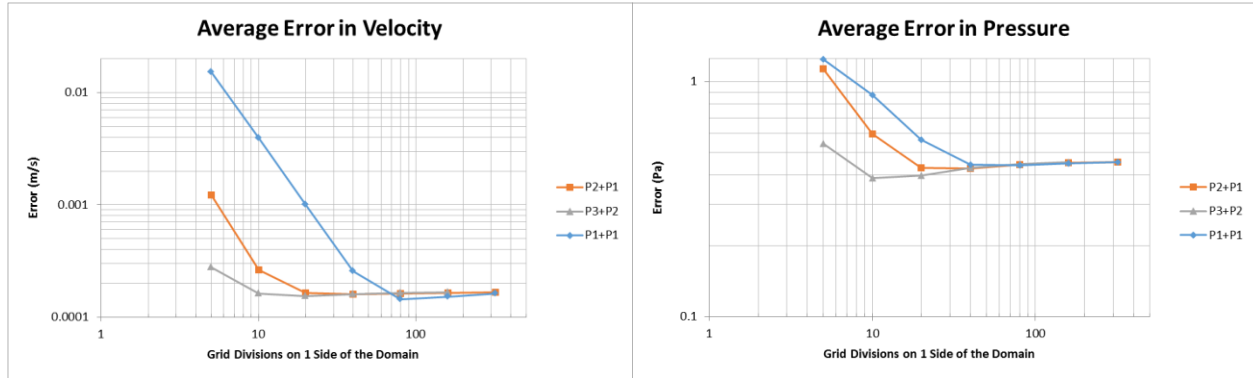 Average Error in Velocity
Error (m/s)
0.01
0.001
0.0001
1
10
100
Grid Divisions on 1 Side of the Domain
P2+P1
P3+P2
P1+P1
Average Error in Pressure
Error (Pa)
1
0.1
1
10
100
Grid Divisions on 1 Side of the Domain
P2+P1
P3+P2
P1+P1